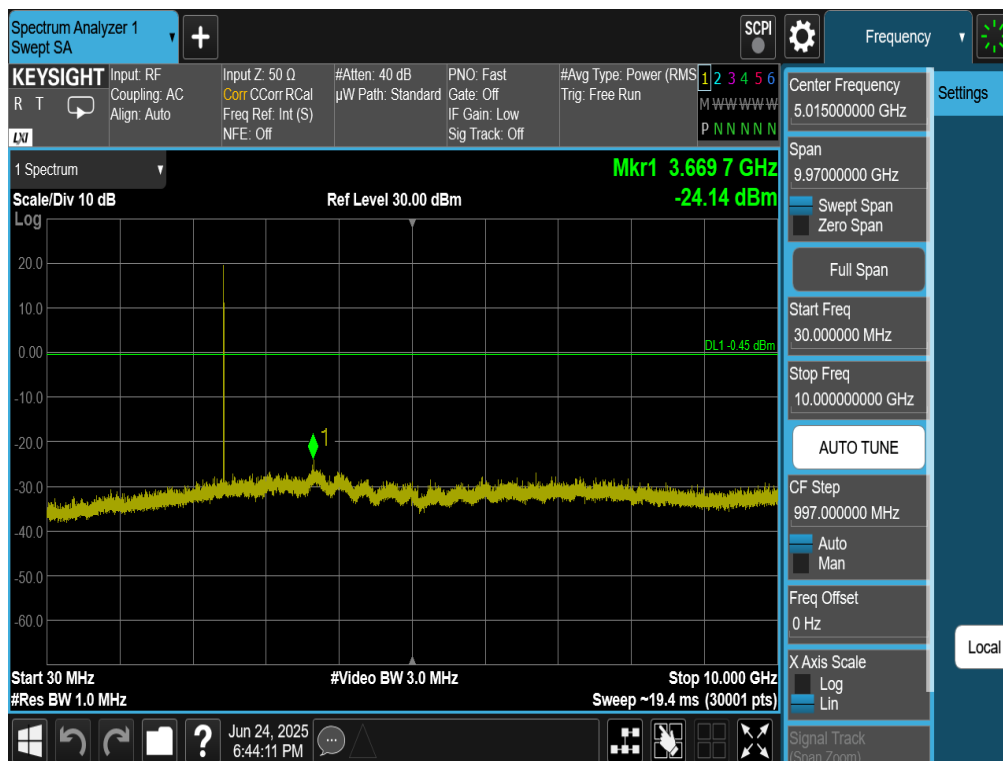 Spectrum Analyzer 1
Swept SA
+
SCPI
Frequency
KEYSIGHT
R T
LXI
Input: RF
Coupling: AC
Align: Auto
Input Z: 50 Ω
Corr CCorr RCal
Freq Ref: Int (S)
NFE: Off
#Atten: 40 dB
µW Path: Standard
PNO: Fast
Gate: Off
IF Gain: Low
Sig Track: Off
#Avg Type: Power (RMS
Trig: Free Run
1 2 3 4 5 6
M W W W W W
P N N N N N
1 Spectrum
Mkr1 3.669 7 GHz
Scale/Div 10 dB
Ref Level 30.00 dBm
-24.14 dBm
Log
20.0
10.0
0.00
DL1 -0.45 dBm
-10.0
-20.0
1
-30.0
-40.0
-50.0
-60.0
Start 30 MHz
#Video BW 3.0 MHz
Stop 10.000 GHz
#Res BW 1.0 MHz
Sweep ~19.4 ms (30001 pts)
Center Frequency
5.015000000 GHz
Span
9.97000000 GHz
Swept Span
Zero Span
Full Span
Start Freq
30.000000 MHz
Stop Freq
10.000000000 GHz
AUTO TUNE
CF Step
997.000000 MHz
Auto
Man
Freq Offset
0 Hz
X Axis Scale
Log
Lin
Signal Track
(Span Zoom)
Settings
Local
?
Jun 24, 2025
6:44:11 PM